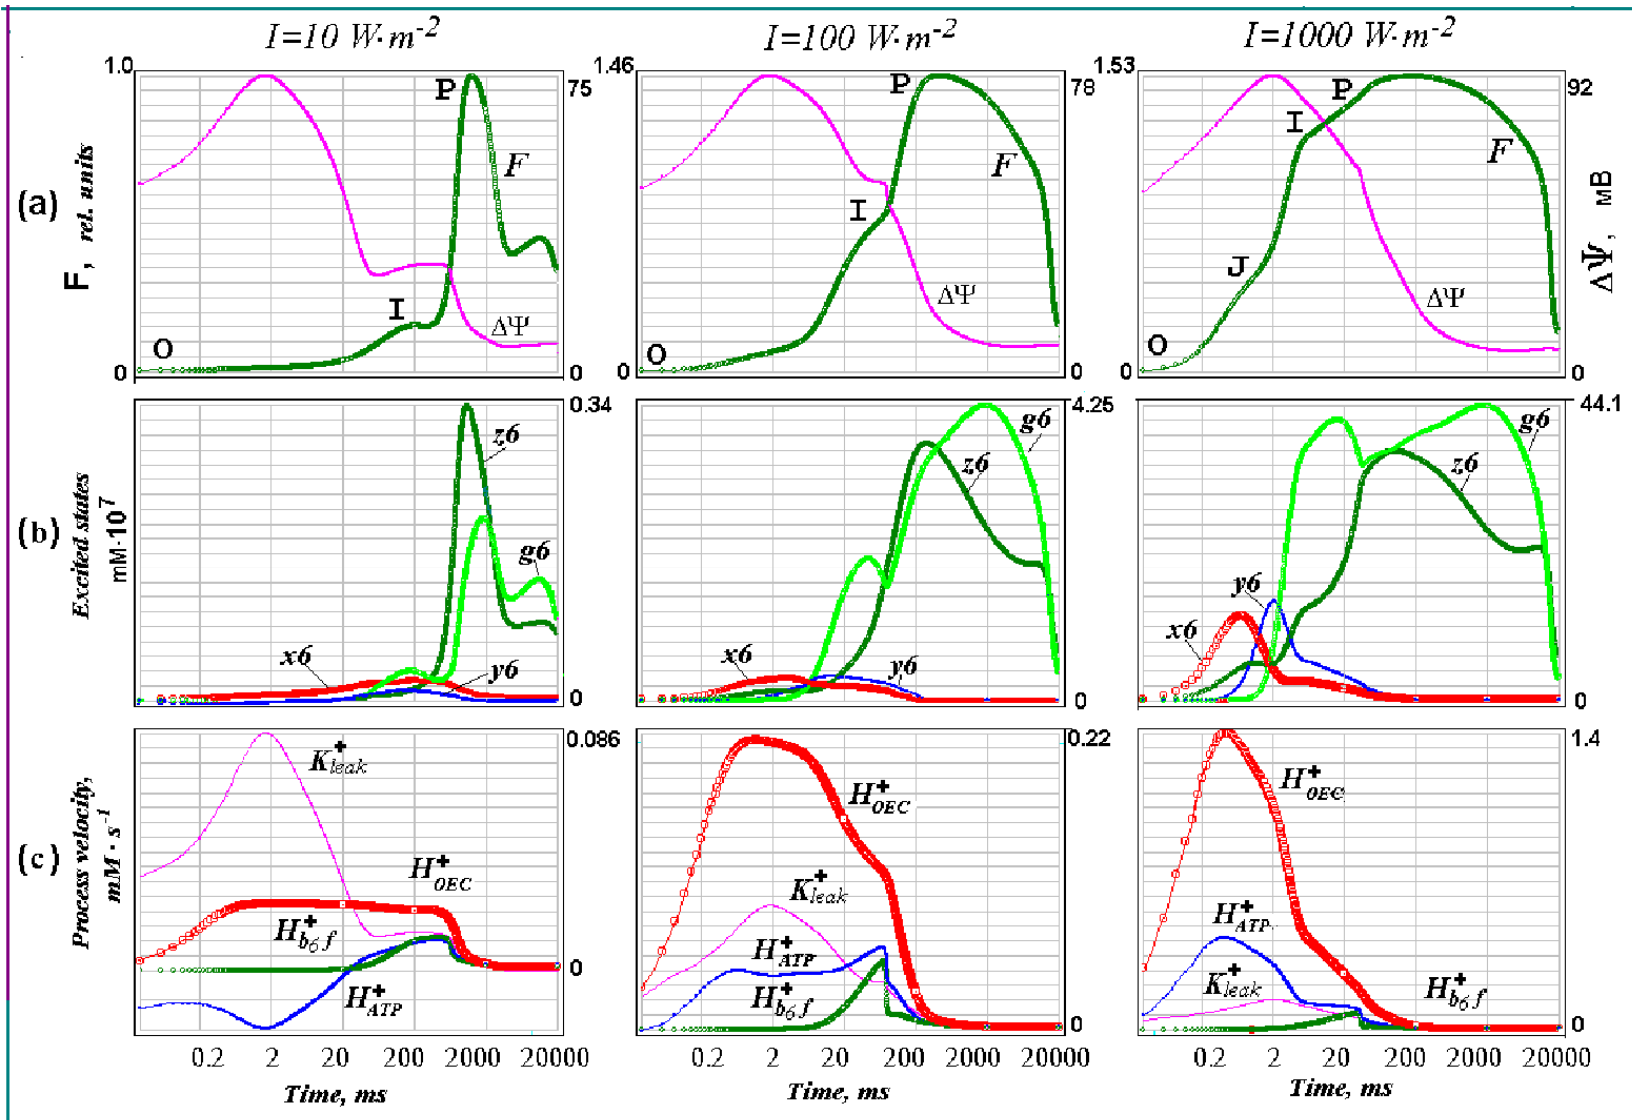 I=10 W·m⁻² I=100 W·m⁻² I=1000 W·m⁻²
(a) F, rel. units
1.0 P 75
F
I ΔΨ
O
0 0
1.46 P 78
F
I
ΔΨ
O
0 0
1.53 P 92
I F
J
ΔΨ
O
0 0
ΔΨ, мВ
(b) Excited states
mM·10⁷
0.34
z6
g6
x6 y6
0
4.25
g6
z6
x6 y6
0
44.1
g6
z6
y6
x6
0
(c) Process velocity,
mM·s⁻¹
0.086
K⁺leak
H⁺OEC
H⁺b₆f
0
H⁺ATP
0.22
H⁺OEC
K⁺leak
H⁺ATP
H⁺b₆f
0
1.4
H⁺OEC
H⁺ATP
K⁺leak H⁺b₆f
0
0.2 2 20 200 2000 20000
Time, ms
0.2 2 20 200 2000 20000
Time, ms
0.2 2 20 200 2000 20000
Time, ms